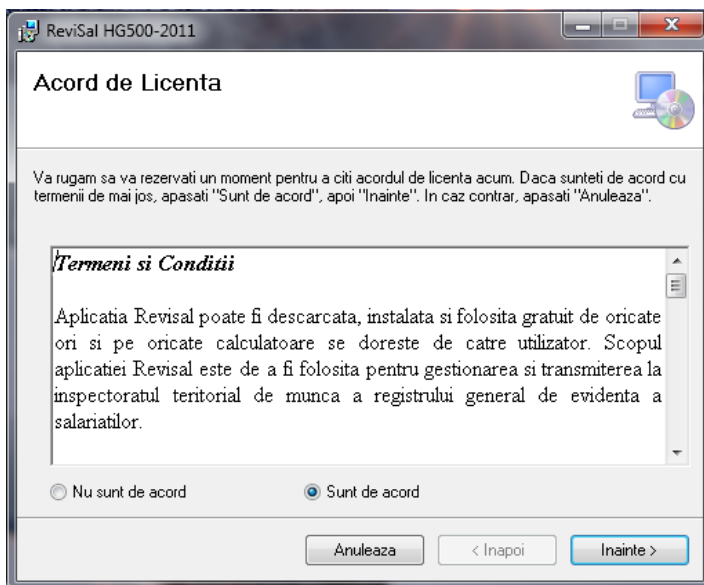 ReviSal HG500-2011
Acord de Licenta
Va rugam sa va rezervati un moment pentru a citi acordul de licenta acum. Daca sunteti de acord cu
termenii de mai jos, apasati "Sunt de acord", apoi "Inainte". In caz contrar, apasati "Anuleaza".
Termeni si Conditii
Aplicatia Revisal poate fi descarcata, instalata si folosita gratuit de oricate
ori si pe oricate calculatoare se doreste de catre utilizator. Scopul
aplicatiei Revisal este de a fi folosita pentru gestionarea si transmiterea la
inspectoratul teritorial de munca a registrului general de evidenta a
salariatilor.
Nu sunt de acord
Sunt de acord
Anuleaza
< Inapoi
Inainte >